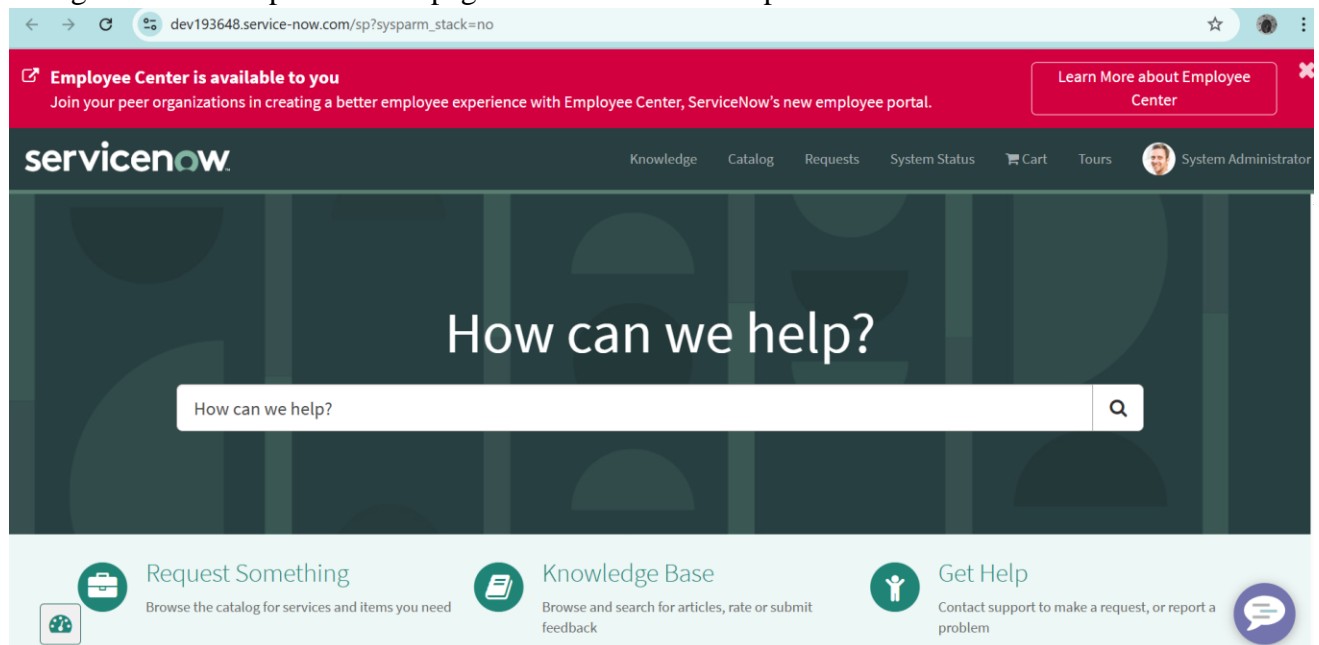 dev193648.service-now.com/sp?sysparm_stack=no
Employee Center is available to you
Join your peer organizations in creating a better employee experience with Employee Center, ServiceNow's new employee portal.
Learn More about Employee
Center
servicenow
Knowledge Catalog Requests System Status Cart Tours System Administrator
How can we help?
How can we help?
Request Something
Browse the catalog for services and items you need
Knowledge Base
Browse and search for articles, rate or submit
feedback
Get Help
Contact support to make a request, or report a
problem